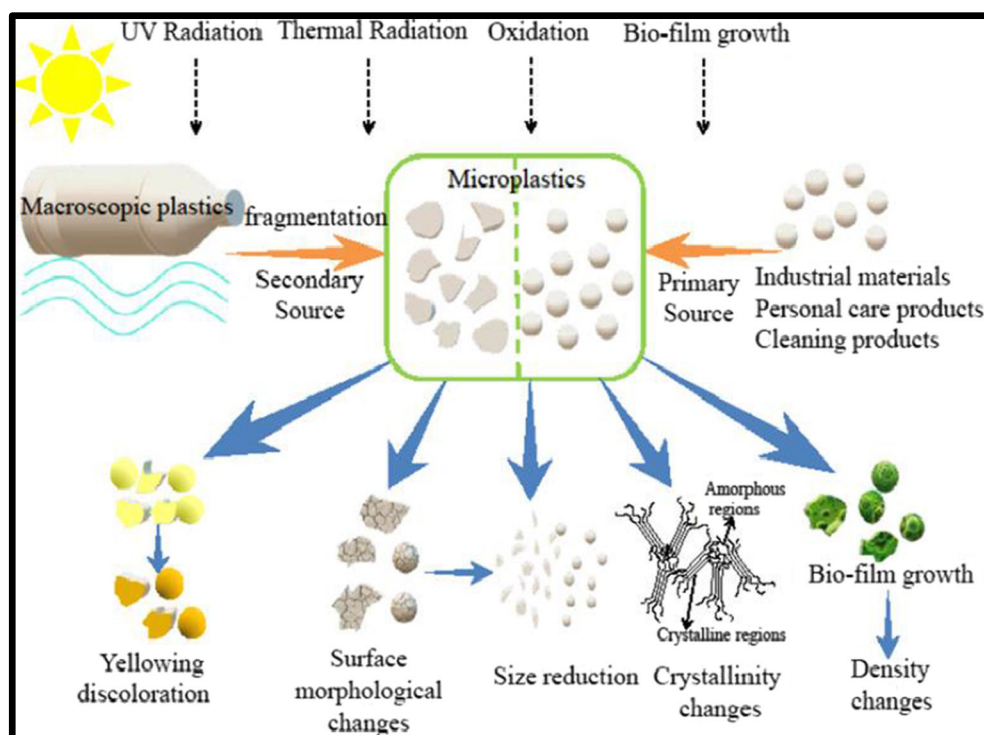 UV Radiation
Thermal Radiation
Oxidation
Bio-film growth
Macroscopic plastics
fragmentation
Secondary
Source
Microplastics
Primary
Source
Industrial materials
Personal care products
Cleaning products
Yellowing
discoloration
Surface
morphological
changes
Size reduction
Amorphous
regions
Crystalline regions
Crystallinity
changes
Bio-film growth
Density
changes